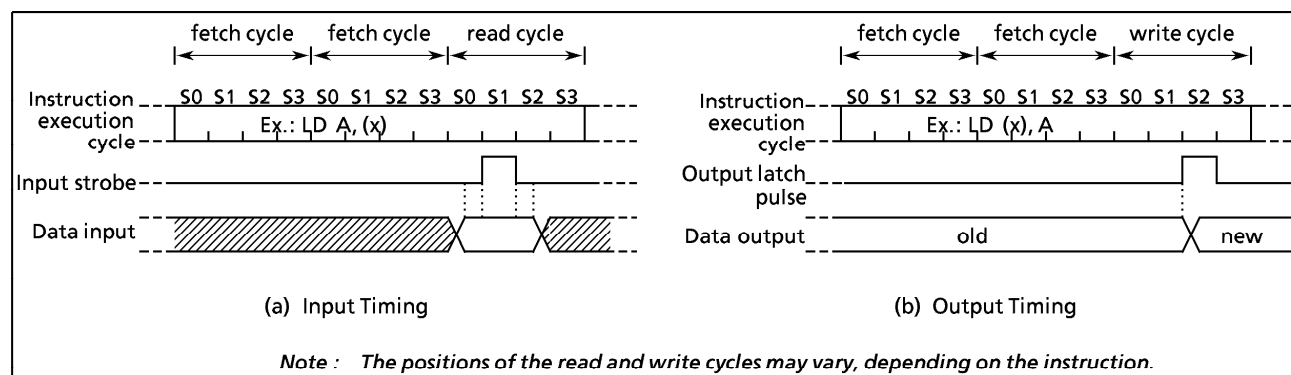 fetch cycle fetch cycle read cycle
S0 S1 S2 S3 S0 S1 S2 S3 S0 S1 S2 S3
Instruction
execution
cycle
Ex.: LD A, (x)
Input strobe
Data input
(a) Input Timing
fetch cycle fetch cycle write cycle
S0 S1 S2 S3 S0 S1 S2 S3 S0 S1 S2 S3
Instruction
execution
cycle
Ex.: LD (x), A
Output latch
pulse
Data output
old
new
(b) Output Timing
Note : The positions of the read and write cycles may vary, depending on the instruction.